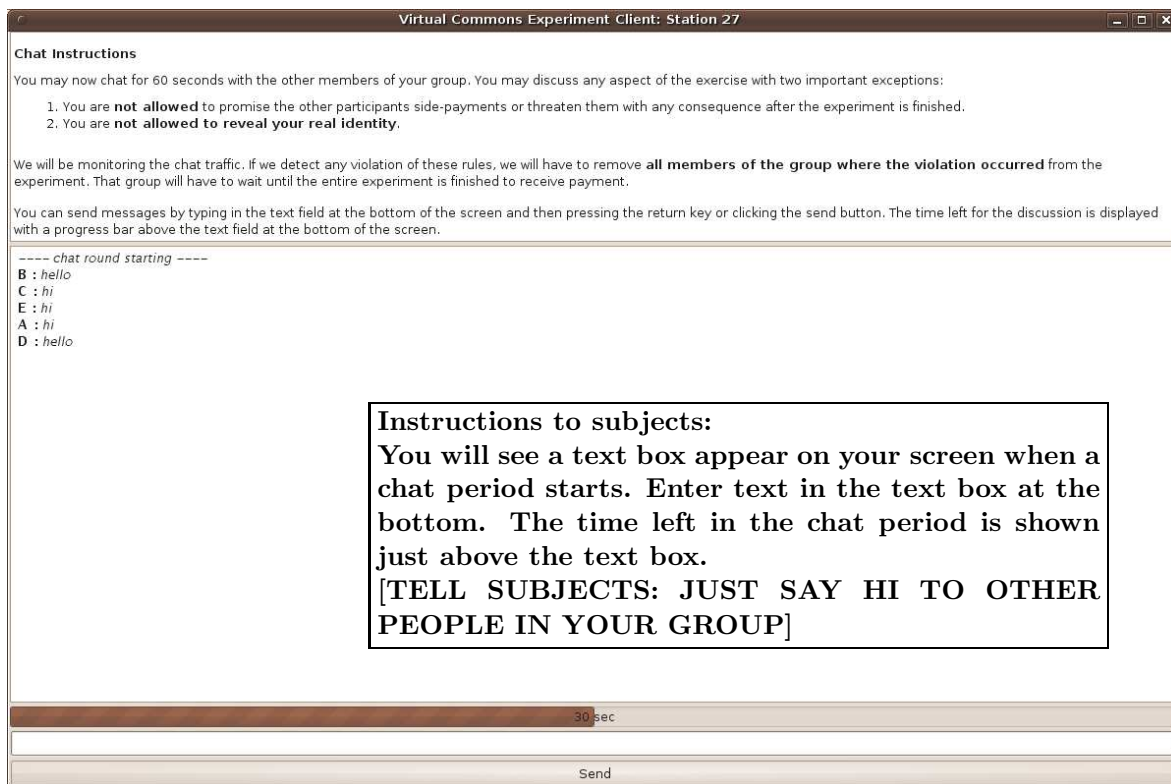 Virtual Commons Experiment Client: Station 27
Chat Instructions
You may now chat for 60 seconds with the other members of your group. You may discuss any aspect of the exercise with two important exceptions:
1. You are not allowed to promise the other participants side-payments or threaten them with any consequence after the experiment is finished.
2. You are not allowed to reveal your real identity.
We will be monitoring the chat traffic. If we detect any violation of these rules, we will have to remove all members of the group where the violation occurred from the
experiment. That group will have to wait until the entire experiment is finished to receive payment.
You can send messages by typing in the text field at the bottom of the screen and then pressing the return key or clicking the send button. The time left for the discussion is displayed
with a progress bar above the text field at the bottom of the screen.
---- chat round starting ----
B : hello
C : hi
E : hi
A : hi
D : hello
Instructions to subjects:
You will see a text box appear on your screen when a
chat period starts. Enter text in the text box at the
bottom. The time left in the chat period is shown
just above the text box.
[TELL SUBJECTS: JUST SAY HI TO OTHER
PEOPLE IN YOUR GROUP]
30 sec
Send